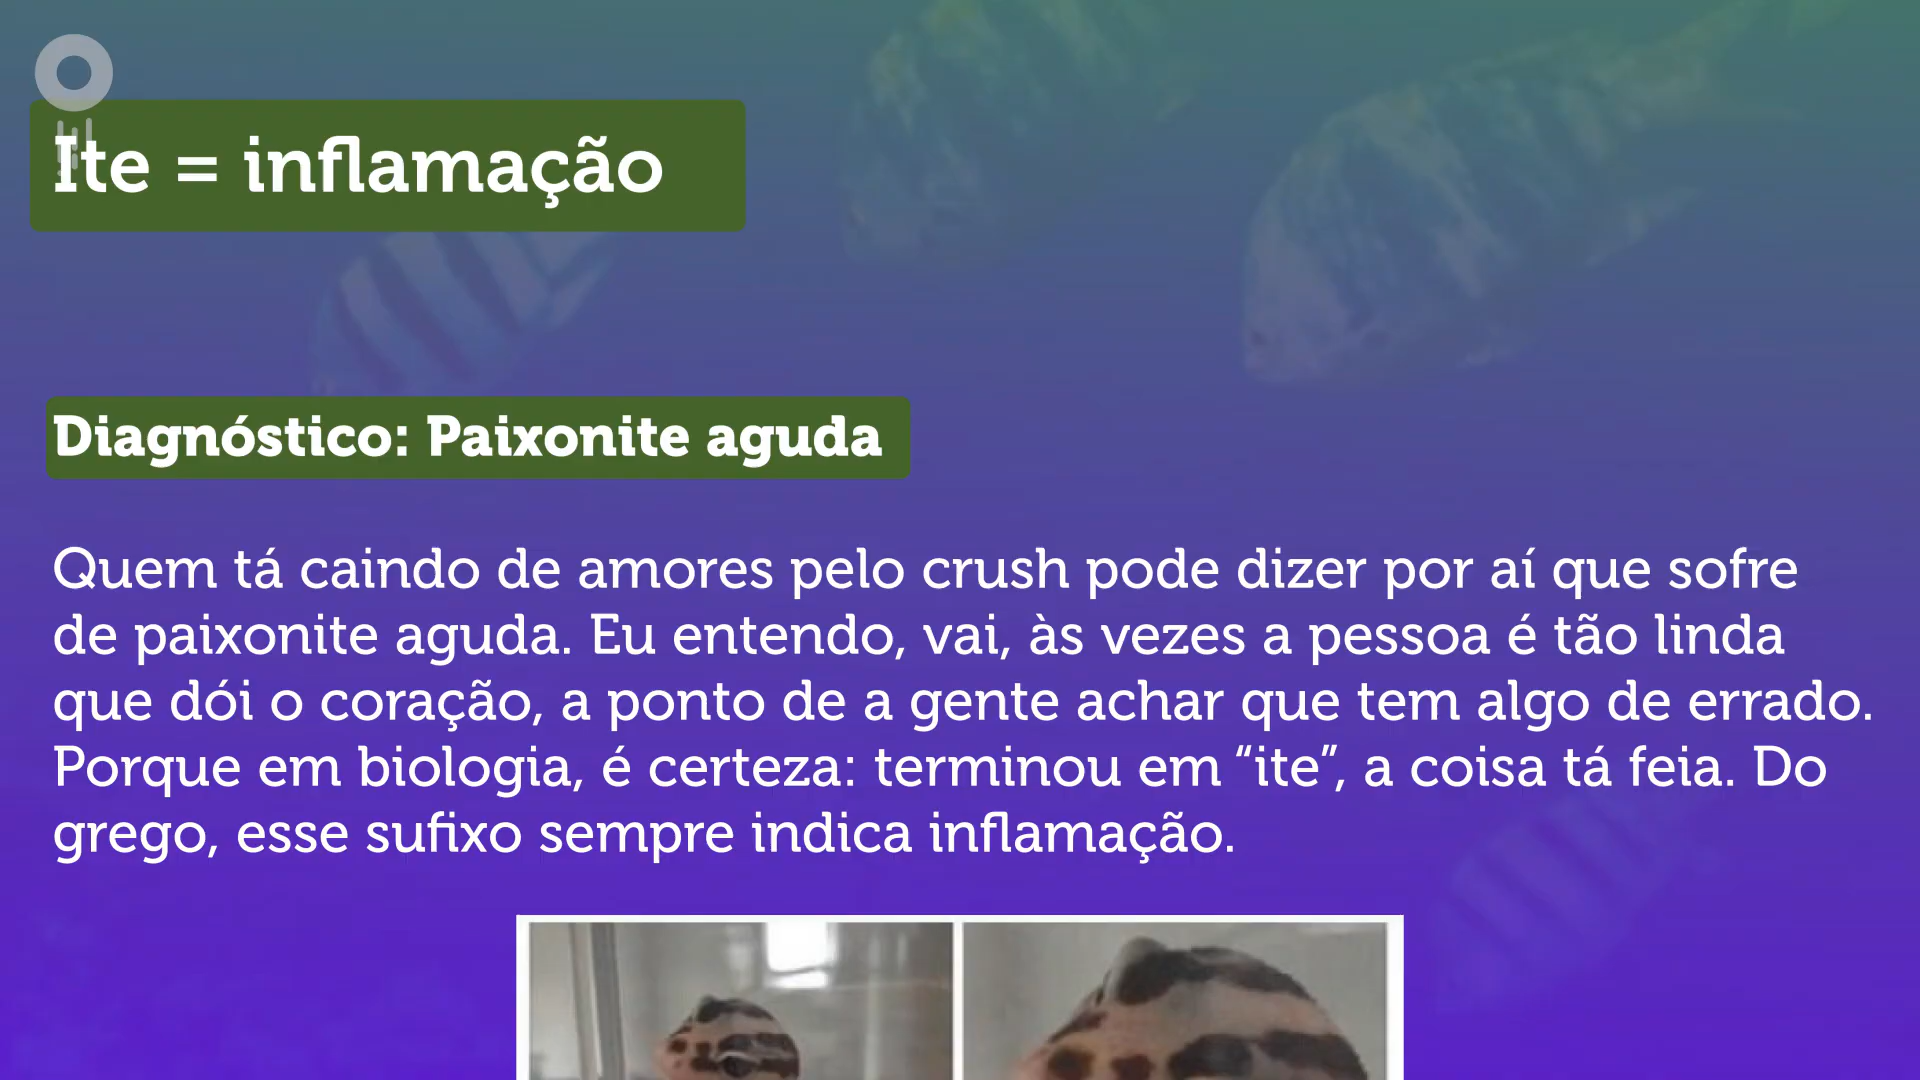 Ite = inflamação
Diagnóstico: Paixonite aguda
Quem tá caindo de amores pelo crush pode dizer por aí que sofre
de paixonite aguda. Eu entendo, vai, às vezes a pessoa é tão linda
que dói o coração, a ponto de a gente achar que tem algo de errado.
Porque em biologia, é certeza: terminou em “ite”, a coisa tá feia. Do
grego, esse sufixo sempre indica inflamação.